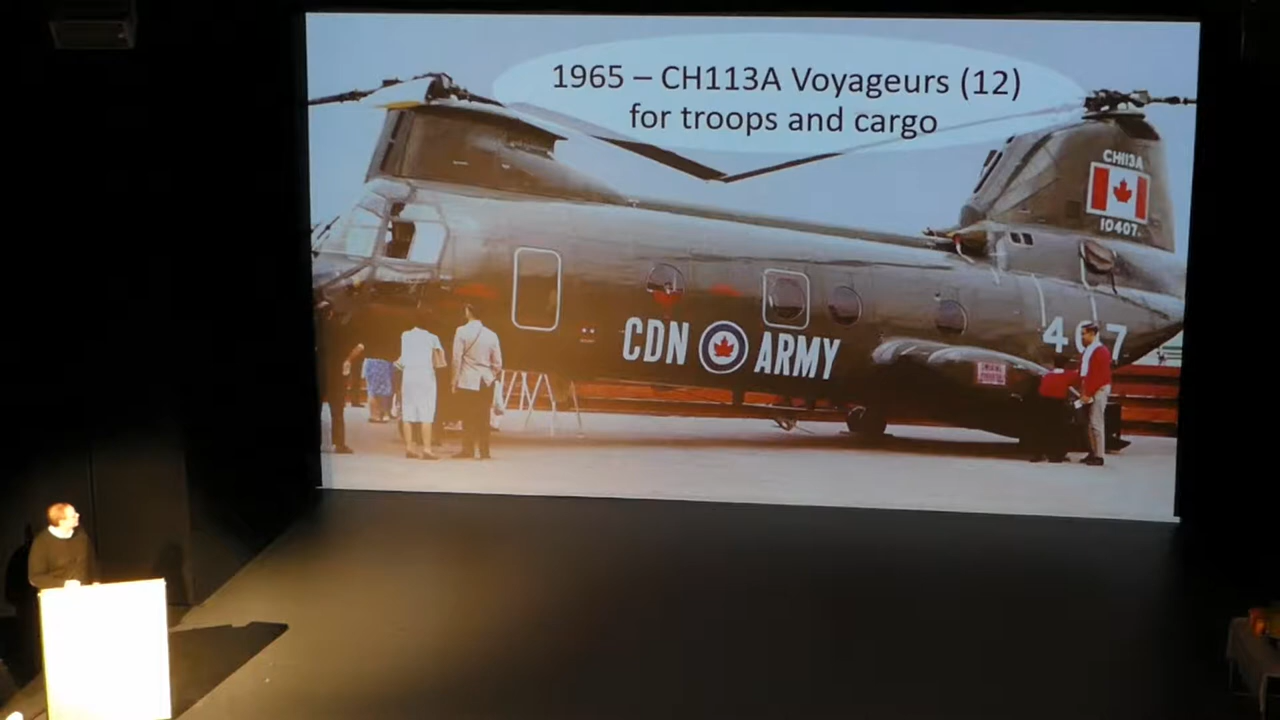 1965 – CH113A Voyageurs (12)
for troops and cargo
CH113A
10407
CDN ARMY
407